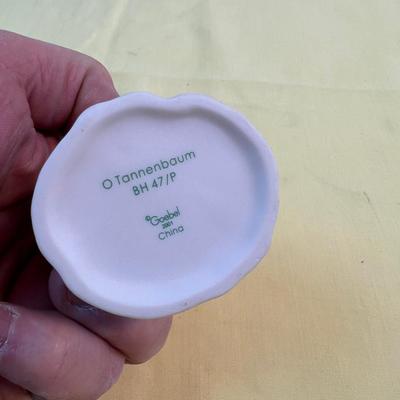 O Tannenbaum
BH 47/P
©Goebel
2001
China